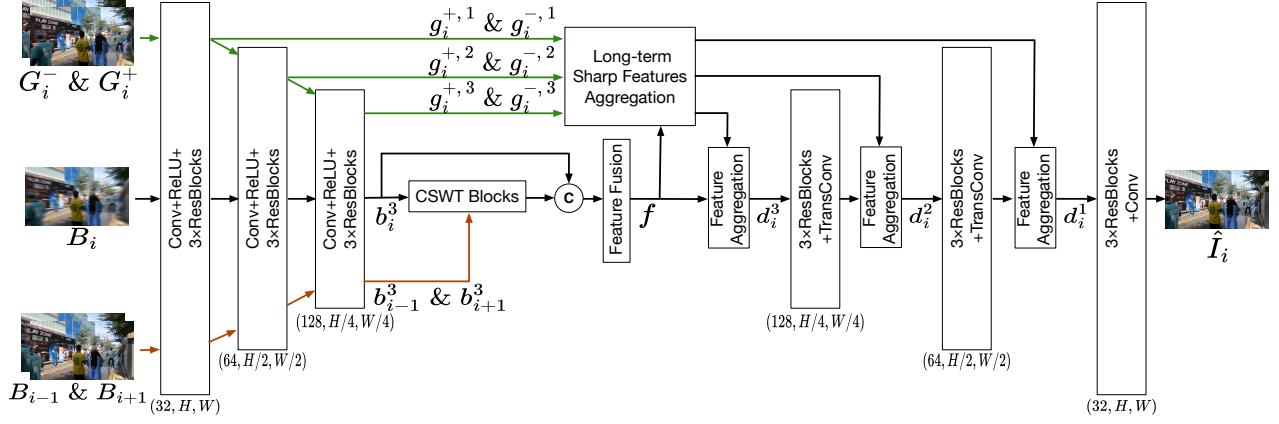 G_i^- & G_i^+
B_i
B_{i-1} & B_{i+1}
Conv+ReLU+
3×ResBlocks
(32, H, W)
Conv+ReLU+
3×ResBlocks
(64, H/2, W/2)
Conv+ReLU+
3×ResBlocks
(128, H/4, W/4)
g_i^{+,1} & g_i^{-,1}
g_i^{+,2} & g_i^{-,2}
g_i^{+,3} & g_i^{-,3}
Long-term
Sharp Features
Aggregation
b_i^3
CSWT Blocks
b_{i-1}^3 & b_{i+1}^3
C
Feature Fusion
f
Feature
Aggregation
d_i^3
3×ResBlocks
+TransConv
(128, H/4, W/4)
Feature
Aggregation
d_i^2
3×ResBlocks
+TransConv
(64, H/2, W/2)
Feature
Aggregation
d_i^1
3×ResBlocks
+Conv
(32, H, W)
Î_i